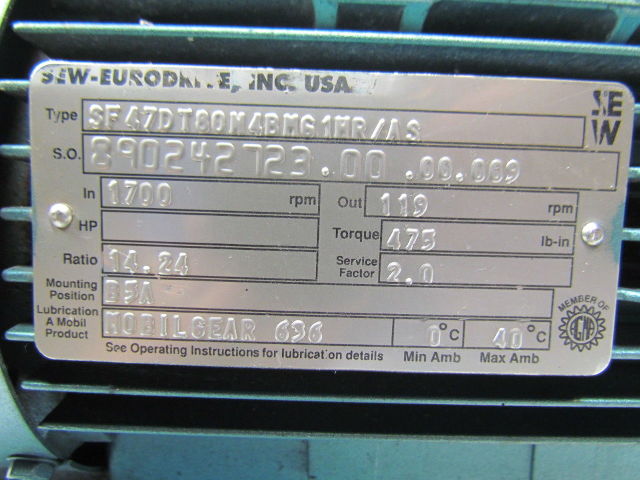 SEW-EURODRIVE, INC. USA
SEW
Type SF47DT80N4BMG1HR/AS
S.O. 890242723.00 .00.009
In 1700 rpm Out 119 rpm
HP Torque 475 lb-in
Ratio 14.24 Service Factor 2.0
Mounting Position B5A
Lubrication A Mobil Product MOBILGEAR 636 0°C 40°C
See Operating Instructions for lubrication details Min Amb Max Amb
MEMBER OF
AGMA